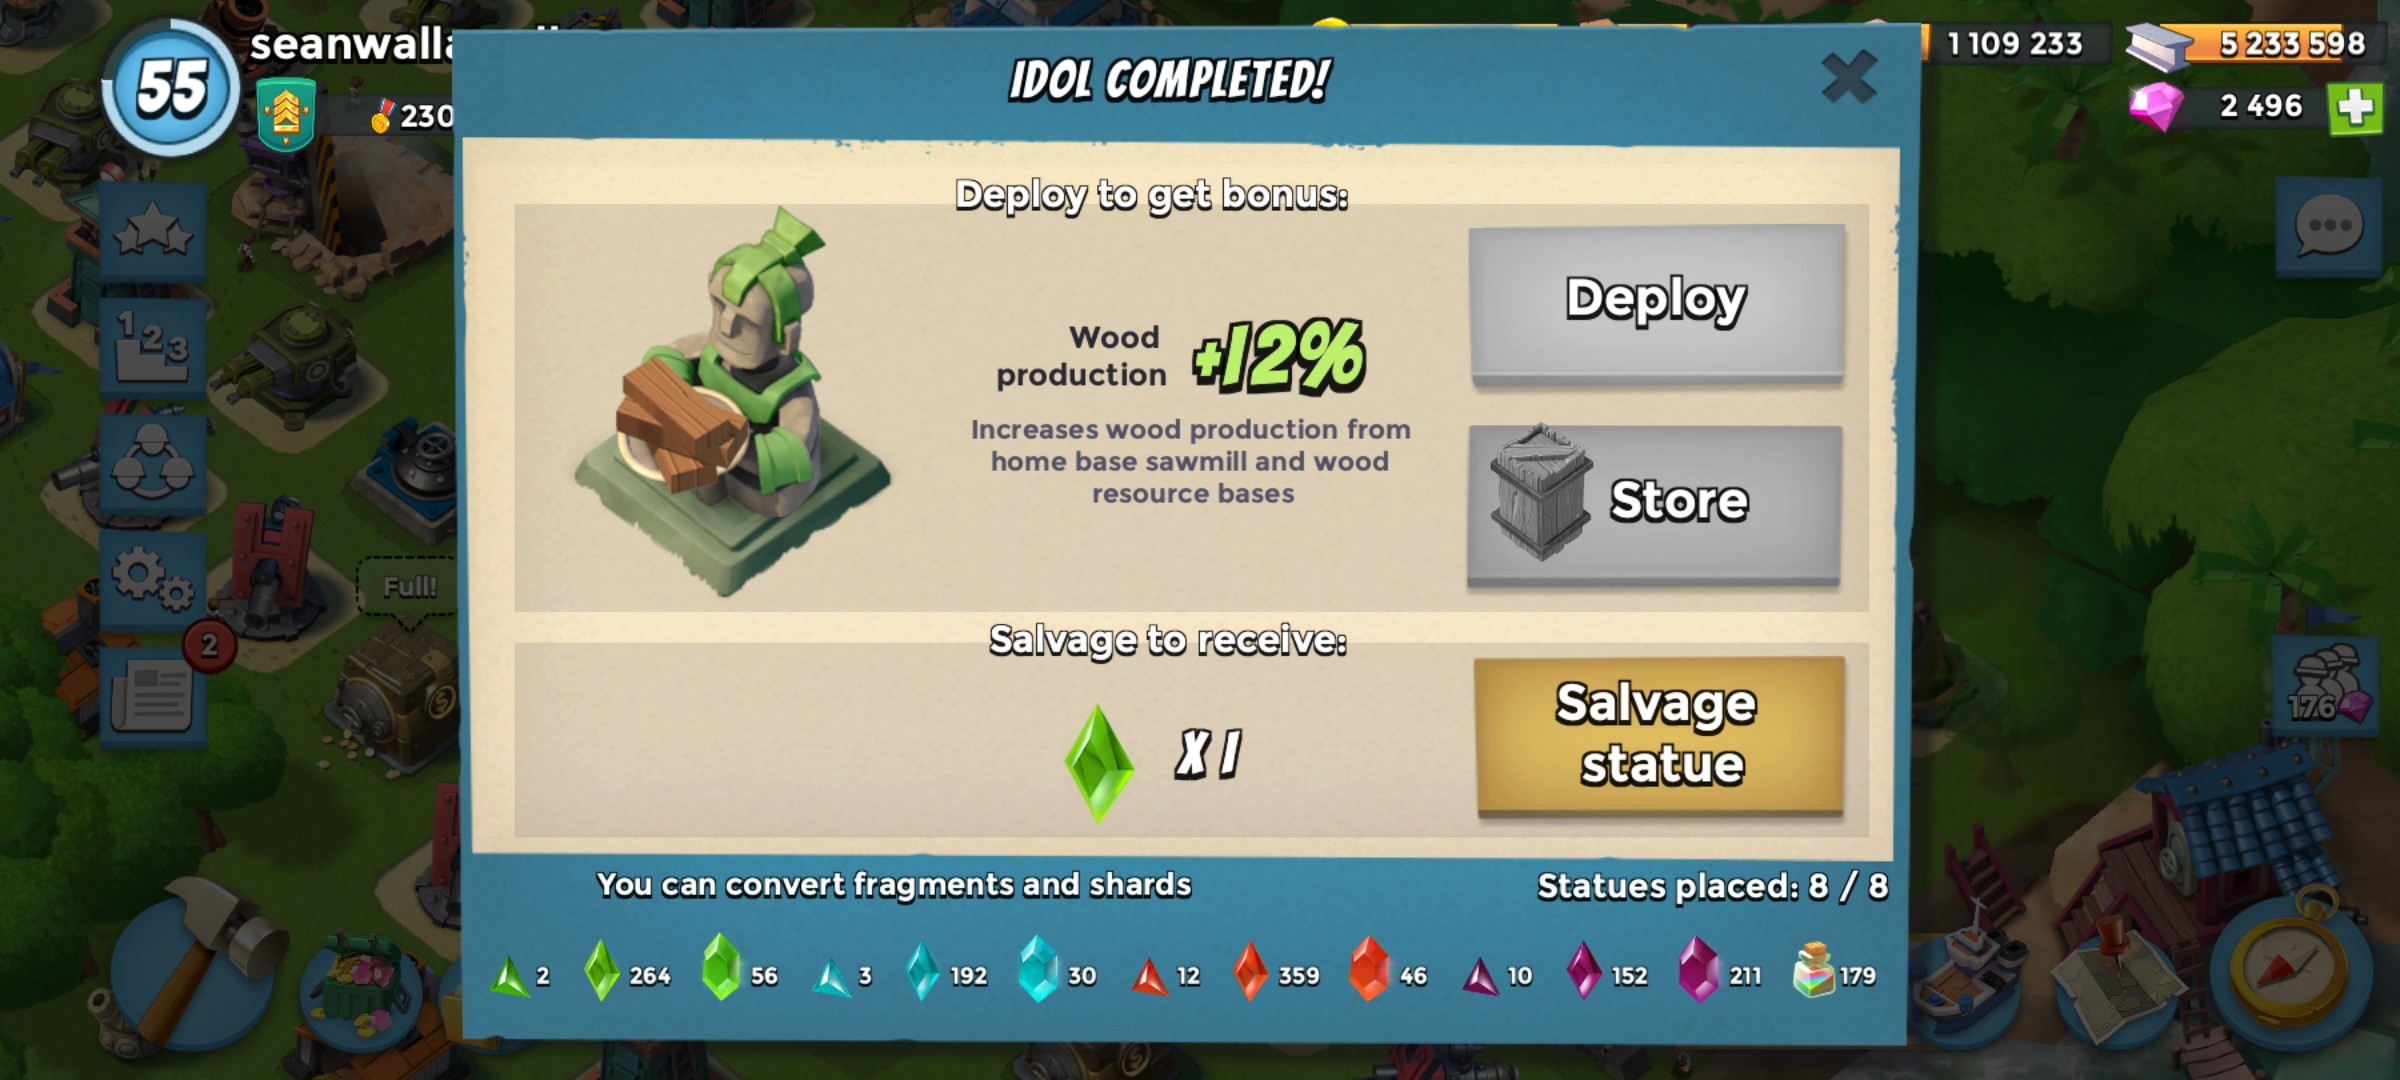 55
230
1 109 233
5 233 598
2 496
IDOL COMPLETED!
Deploy to get bonus:
Wood
production
+12%
Increases wood production from
home base sawmill and wood
resource bases
Deploy
Store
Salvage to receive:
X 1
Salvage
statue
123
Full!
2
176
You can convert fragments and shards
Statues placed: 8 / 8
2 264 56 3 192 30 12 359 46 10 152 211 179